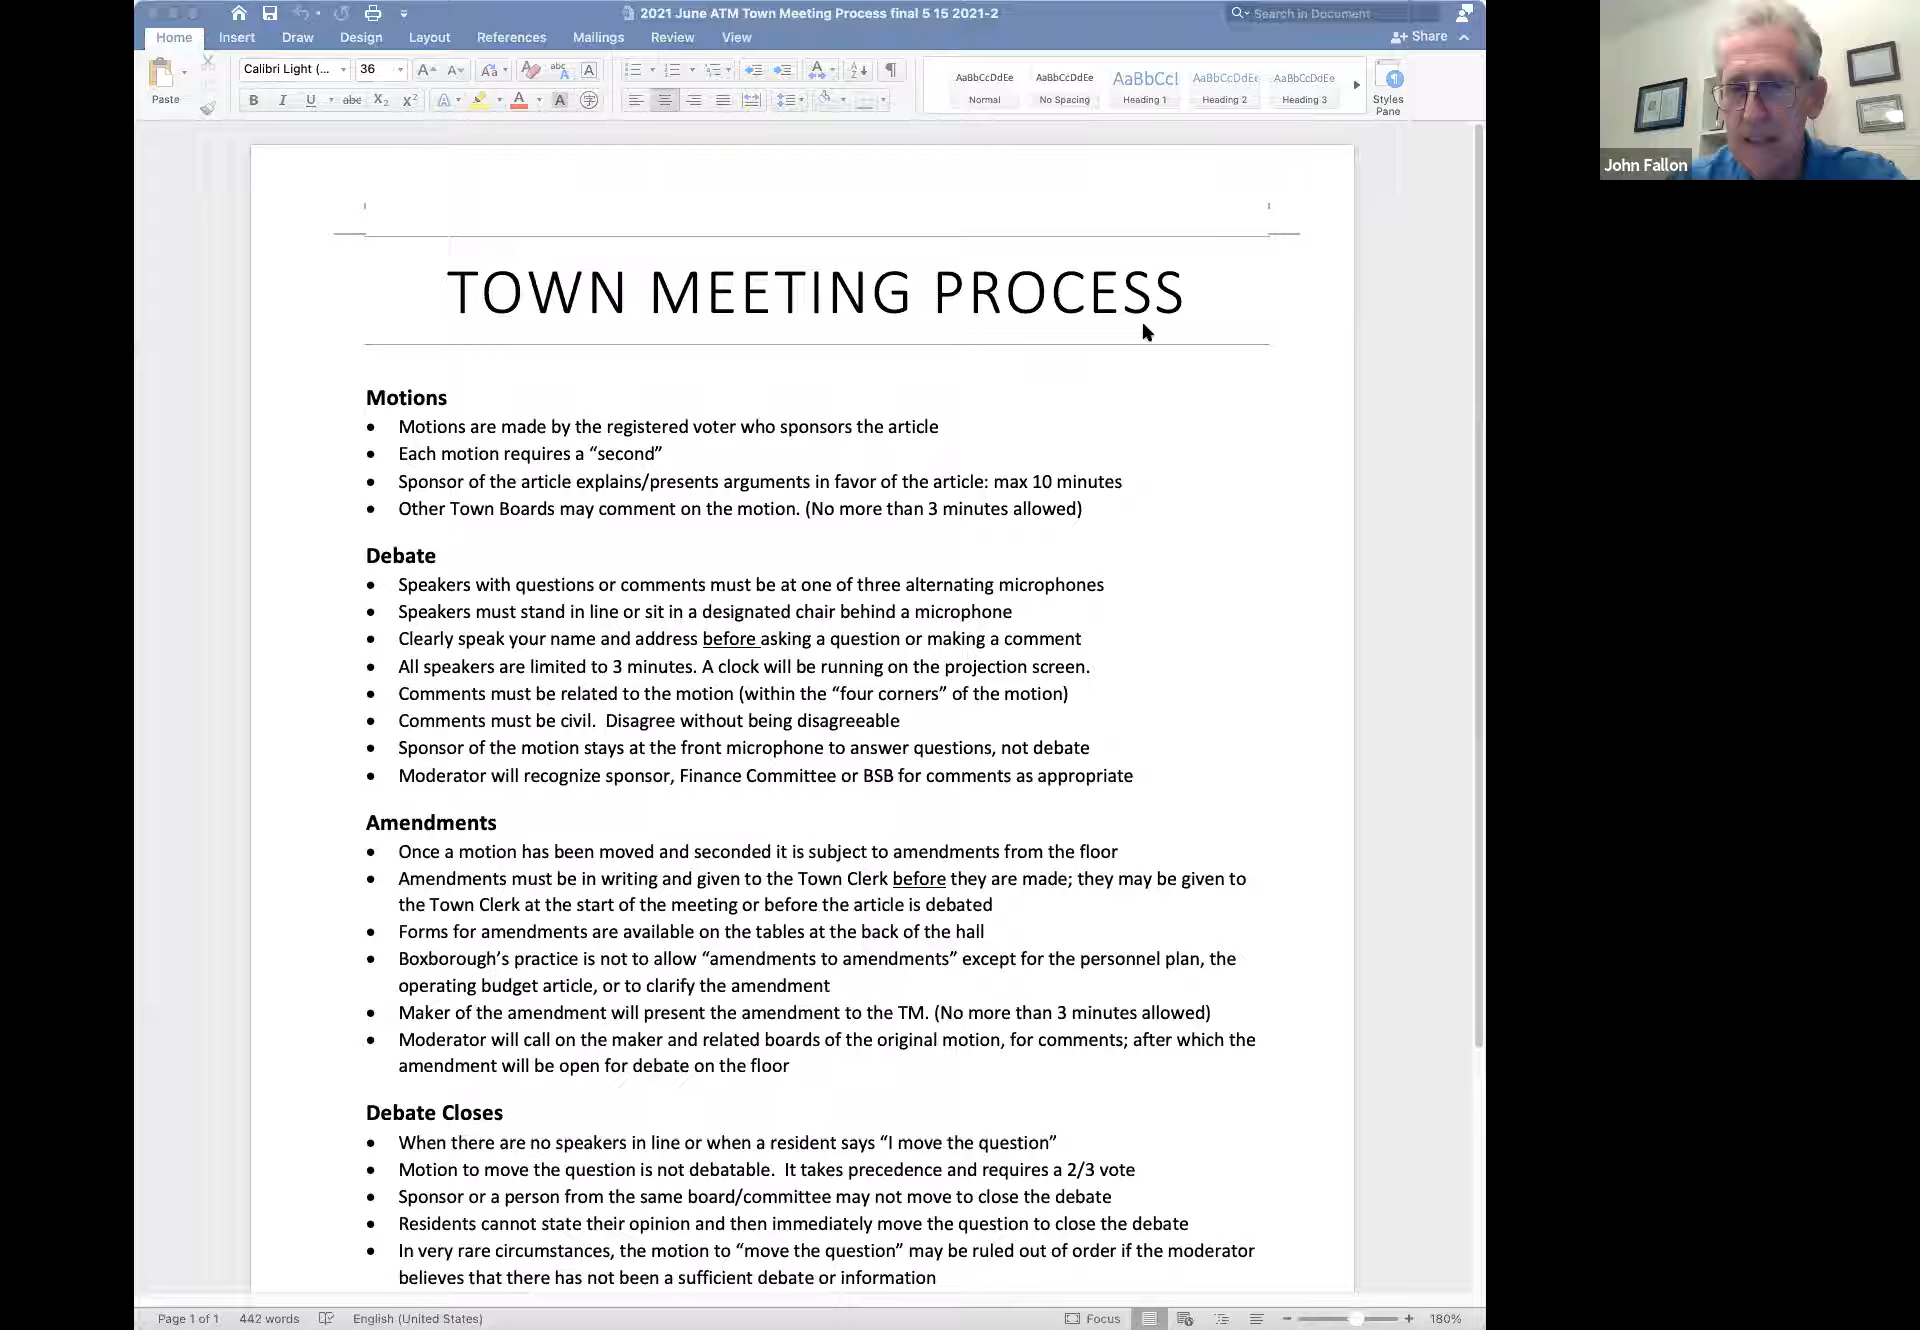 2021 June ATM Town Meeting Process final 5 15 2021-2
Search in Document
Home Insert Draw Design Layout References Mailings Review View
Share
Paste
Calibri Light (... 36
B I U abc X₂ X²
AaBbCcDdEe AaBbCcDdEe AaBbCcI AaBbCcDdEe AaBbCcDdEe
Normal No Spacing Heading 1 Heading 2 Heading 3
Styles
Pane
John Fallon
TOWN MEETING PROCESS
Motions
• Motions are made by the registered voter who sponsors the article
• Each motion requires a “second”
• Sponsor of the article explains/presents arguments in favor of the article: max 10 minutes
• Other Town Boards may comment on the motion. (No more than 3 minutes allowed)
Debate
• Speakers with questions or comments must be at one of three alternating microphones
• Speakers must stand in line or sit in a designated chair behind a microphone
• Clearly speak your name and address before asking a question or making a comment
• All speakers are limited to 3 minutes. A clock will be running on the projection screen.
• Comments must be related to the motion (within the “four corners” of the motion)
• Comments must be civil.  Disagree without being disagreeable
• Sponsor of the motion stays at the front microphone to answer questions, not debate
• Moderator will recognize sponsor, Finance Committee or BSB for comments as appropriate
Amendments
• Once a motion has been moved and seconded it is subject to amendments from the floor
• Amendments must be in writing and given to the Town Clerk before they are made; they may be given to
the Town Clerk at the start of the meeting or before the article is debated
• Forms for amendments are available on the tables at the back of the hall
• Boxborough’s practice is not to allow “amendments to amendments” except for the personnel plan, the
operating budget article, or to clarify the amendment
• Maker of the amendment will present the amendment to the TM. (No more than 3 minutes allowed)
• Moderator will call on the maker and related boards of the original motion, for comments; after which the
amendment will be open for debate on the floor
Debate Closes
• When there are no speakers in line or when a resident says “I move the question”
• Motion to move the question is not debatable.  It takes precedence and requires a 2/3 vote
• Sponsor or a person from the same board/committee may not move to close the debate
• Residents cannot state their opinion and then immediately move the question to close the debate
• In very rare circumstances, the motion to “move the question” may be ruled out of order if the moderator
believes that there has not been a sufficient debate or information
Page 1 of 1 442 words English (United States) Focus 180%